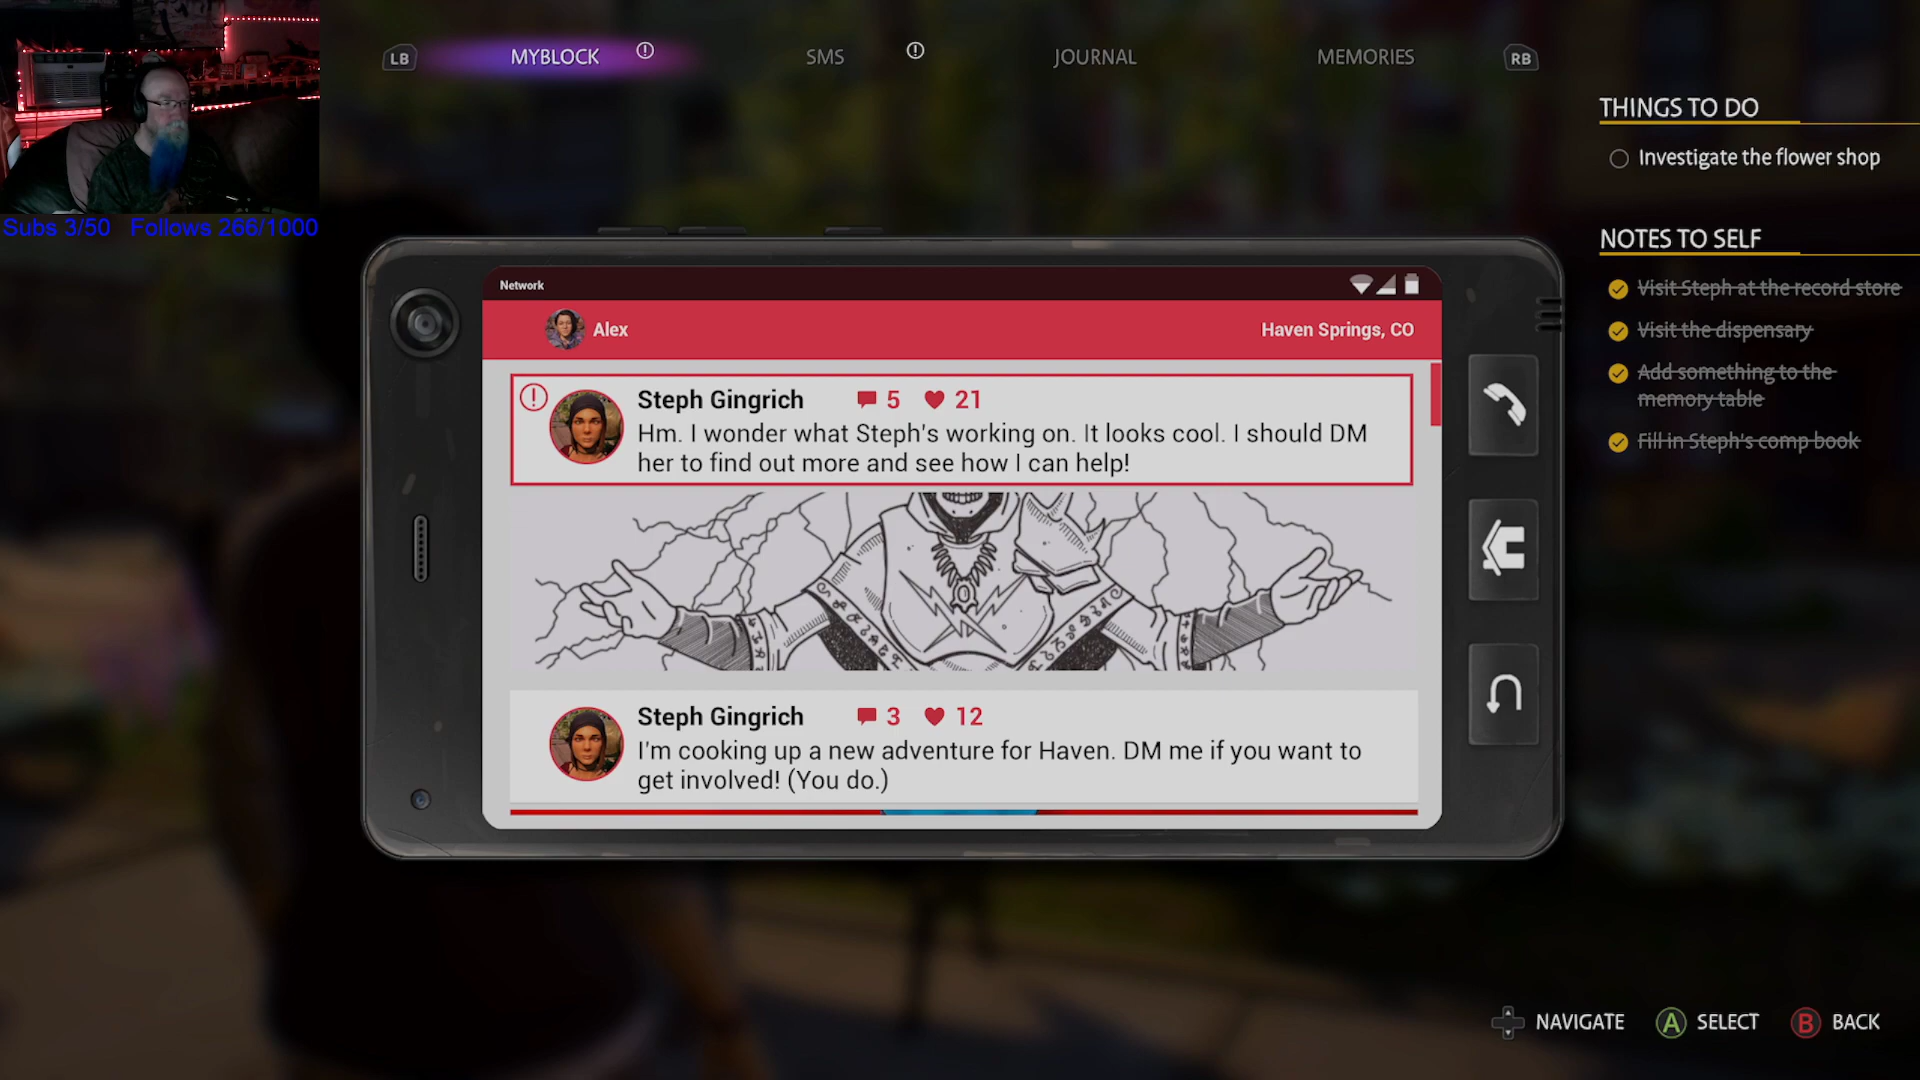 LB
MYBLOCK
SMS
JOURNAL
MEMORIES
RB
Subs 3/50 Follows 266/1000
THINGS TO DO
Investigate the flower shop
NOTES TO SELF
Visit Steph at the record store
Visit the dispensary
Add something to the
memory table
Fill in Steph's comp book
Network
Alex
Haven Springs, CO
Steph Gingrich 5 21
Hm. I wonder what Steph's working on. It looks cool. I should DM
her to find out more and see how I can help!
Steph Gingrich 3 12
I'm cooking up a new adventure for Haven. DM me if you want to
get involved! (You do.)
NAVIGATE
A SELECT
B BACK